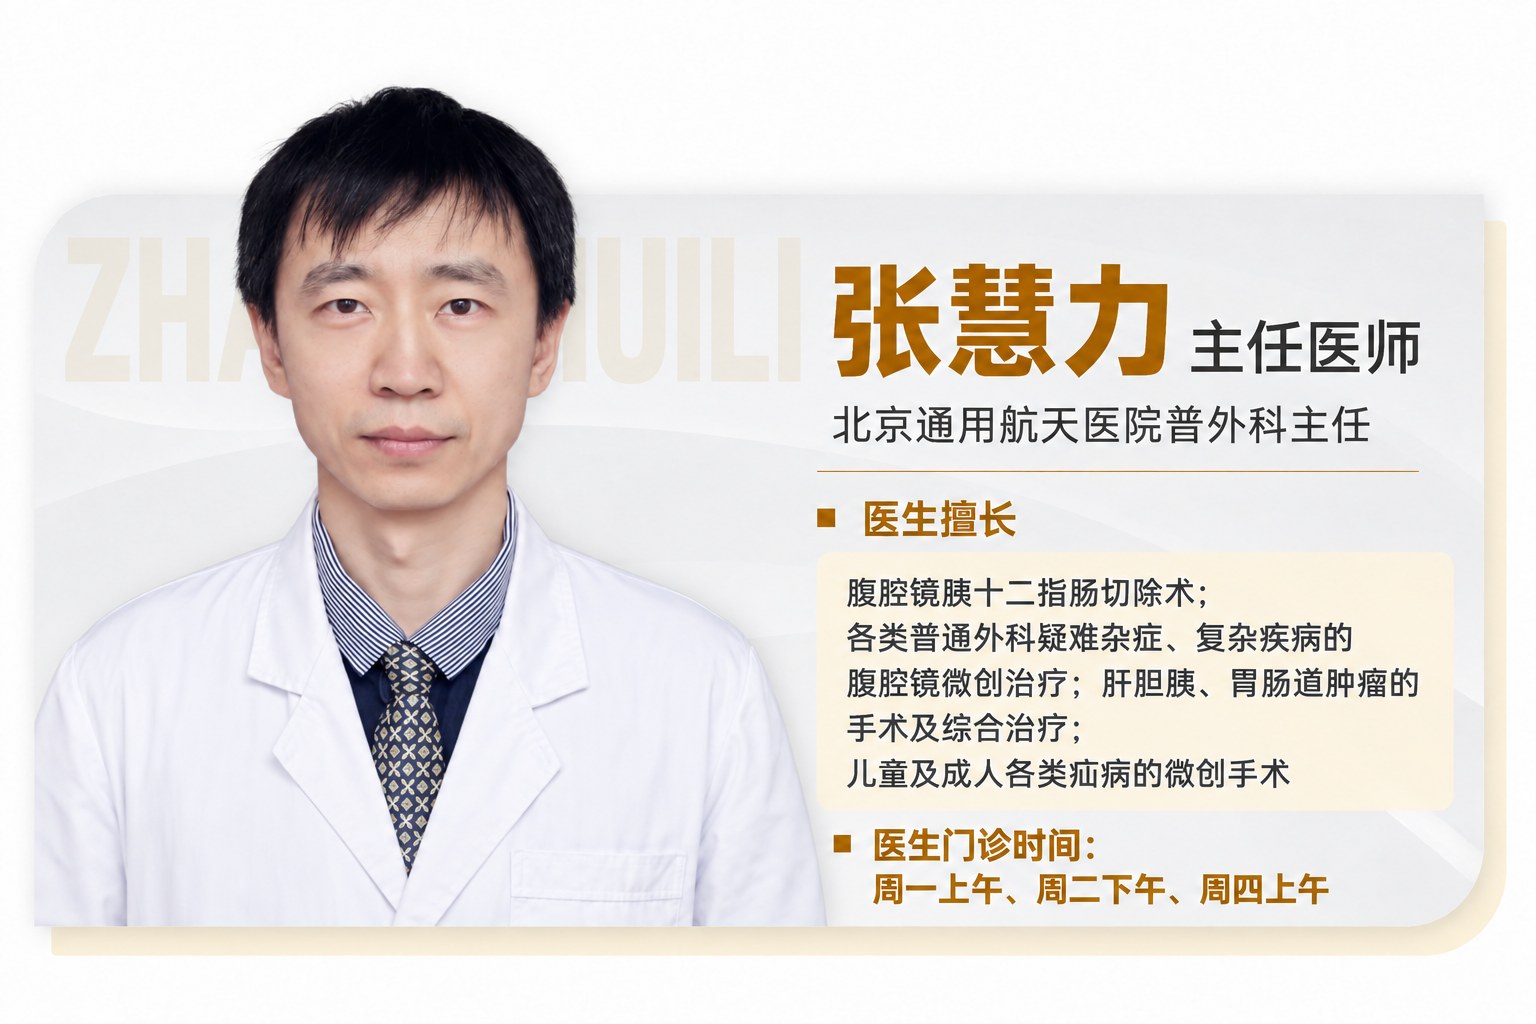 张慧力 主任医师
北京通用航天医院普外科主任
医生擅长
腹腔镜胰十二指肠切除术；
各类普通外科疑难杂症、复杂疾病的
腹腔镜微创治疗；肝胆胰、胃肠道肿瘤的
手术及综合治疗；
儿童及成人各类疝病的微创手术
医生门诊时间：
周一上午、周二下午、周四上午